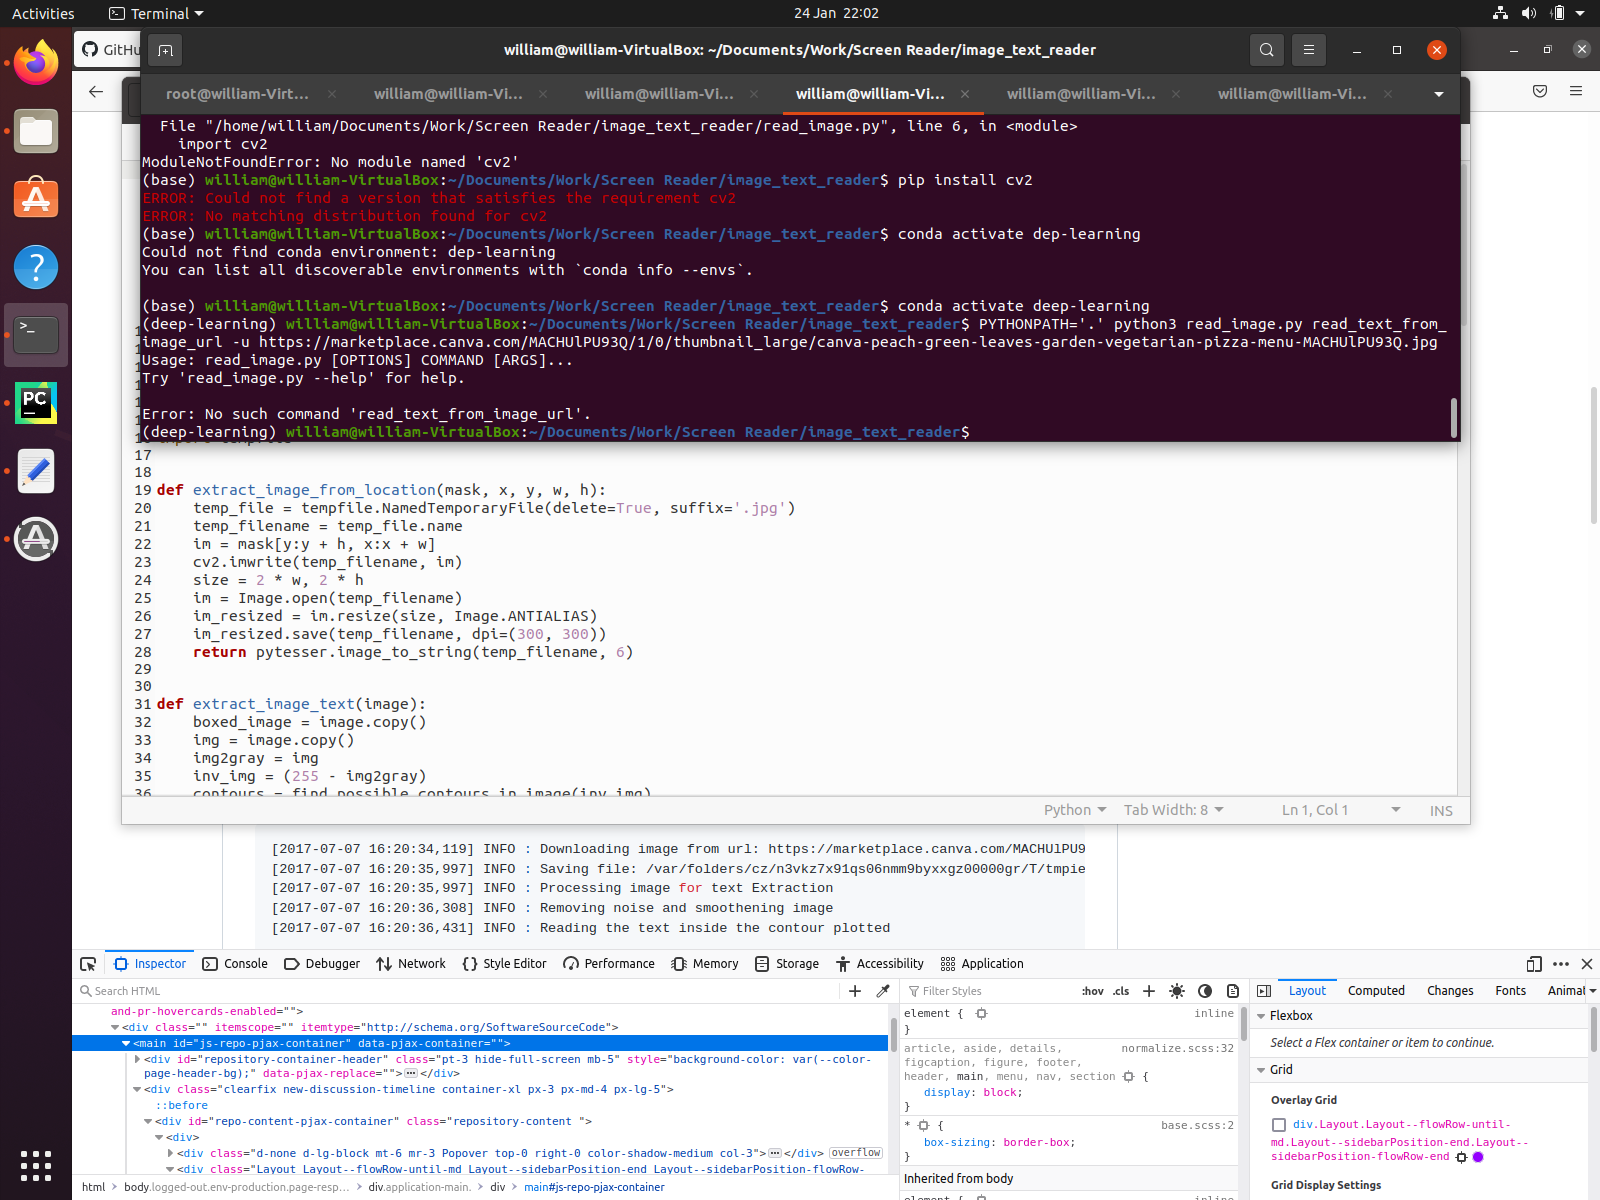 Activities
Terminal
24 Jan 22:02
GitHu
william@william-VirtualBox: ~/Documents/Work/Screen Reader/image_text_reader
root@william-Virt...
william@william-Vi...
william@william-Vi...
william@william-Vi...
william@william-Vi...
william@william-Vi...
File "/home/william/Documents/Work/Screen Reader/image_text_reader/read_image.py", line 6, in <module>
import cv2
ModuleNotFoundError: No module named 'cv2'
(base) william@william-VirtualBox:~/Documents/Work/Screen Reader/image_text_reader$ pip install cv2
ERROR: Could not find a version that satisfies the requirement cv2
ERROR: No matching distribution found for cv2
(base) william@william-VirtualBox:~/Documents/Work/Screen Reader/image_text_reader$ conda activate dep-learning
Could not find conda environment: dep-learning
You can list all discoverable environments with `conda info --envs`.
(base) william@william-VirtualBox:~/Documents/Work/Screen Reader/image_text_reader$ conda activate deep-learning
(deep-learning) william@william-VirtualBox:~/Documents/Work/Screen Reader/image_text_reader$ PYTHONPATH='.' python3 read_image.py read_text_from_
image_url -u https://marketplace.canva.com/MACHUlPU93Q/1/0/thumbnail_large/canva-peach-green-leaves-garden-vegetarian-pizza-menu-MACHUlPU93Q.jpg
Usage: read_image.py [OPTIONS] COMMAND [ARGS]...
Try 'read_image.py --help' for help.
Error: No such command 'read_text_from_image_url'.
(deep-learning) william@william-VirtualBox:~/Documents/Work/Screen Reader/image_text_reader$
17
18
19 def extract_image_from_location(mask, x, y, w, h):
20 temp_file = tempfile.NamedTemporaryFile(delete=True, suffix='.jpg')
21 temp_filename = temp_file.name
22 im = mask[y:y + h, x:x + w]
23 cv2.imwrite(temp_filename, im)
24 size = 2 * w, 2 * h
25 im = Image.open(temp_filename)
26 im_resized = im.resize(size, Image.ANTIALIAS)
27 im_resized.save(temp_filename, dpi=(300, 300))
28 return pytesser.image_to_string(temp_filename, 6)
29
30
31 def extract_image_text(image):
32 boxed_image = image.copy()
33 img = image.copy()
34 img2gray = img
35 inv_img = (255 - img2gray)
36 contours = find_possible_contours_in_image(inv_img)
Python
Tab Width: 8
Ln 1, Col 1
INS
[2017-07-07 16:20:34,119] INFO : Downloading image from url: https://marketplace.canva.com/MACHUlPU9
[2017-07-07 16:20:35,997] INFO : Saving file: /var/folders/cz/n3vkz7x91qs06nmm9byxxgz00000gr/T/tmpie
[2017-07-07 16:20:35,997] INFO : Processing image for text Extraction
[2017-07-07 16:20:36,308] INFO : Removing noise and smoothening image
[2017-07-07 16:20:36,431] INFO : Reading the text inside the contour plotted
Inspector
Console
Debugger
Network
Style Editor
Performance
Memory
Storage
Accessibility
Application
Search HTML
Filter Styles
:hov .cls
Layout
Computed
Changes
Fonts
Animat
and-pr-hovercards-enabled="">
<div class="" itemscope="" itemtype="http://schema.org/SoftwareSourceCode">
<main id="js-repo-pjax-container" data-pjax-container="">
<div id="repository-container-header" class="pt-3 hide-full-screen mb-5" style="background-color: var(--color-
page-header-bg);" data-pjax-replace="">⋯</div>
<div class="clearfix new-discussion-timeline container-xl px-3 px-md-4 px-lg-5">
::before
<div id="repo-content-pjax-container" class="repository-content ">
<div>
<div class="d-none d-lg-block mt-6 mr-3 Popover top-0 right-0 color-shadow-medium col-3">⋯</div> overflow
<div class="Layout Layout--flowRow-until-md Layout--sidebarPosition-end Layout--sidebarPosition-flowRow-
html
body.logged-out.env-production.page-resp...
div.application-main.
div
main#js-repo-pjax-container
element {
inline
}
article, aside, details,
normalize.scss:32
figcaption, figure, footer,
header, main, menu, nav, section {
display: block;
}
* {
base.scss:2
box-sizing: border-box;
}
Inherited from body
element {
inline
Flexbox
Select a Flex container or item to continue.
Grid
Overlay Grid
div.Layout.Layout--flowRow-until-
md.Layout--sidebarPosition-end.Layout--
sidebarPosition-flowRow-end
Grid Display Settings